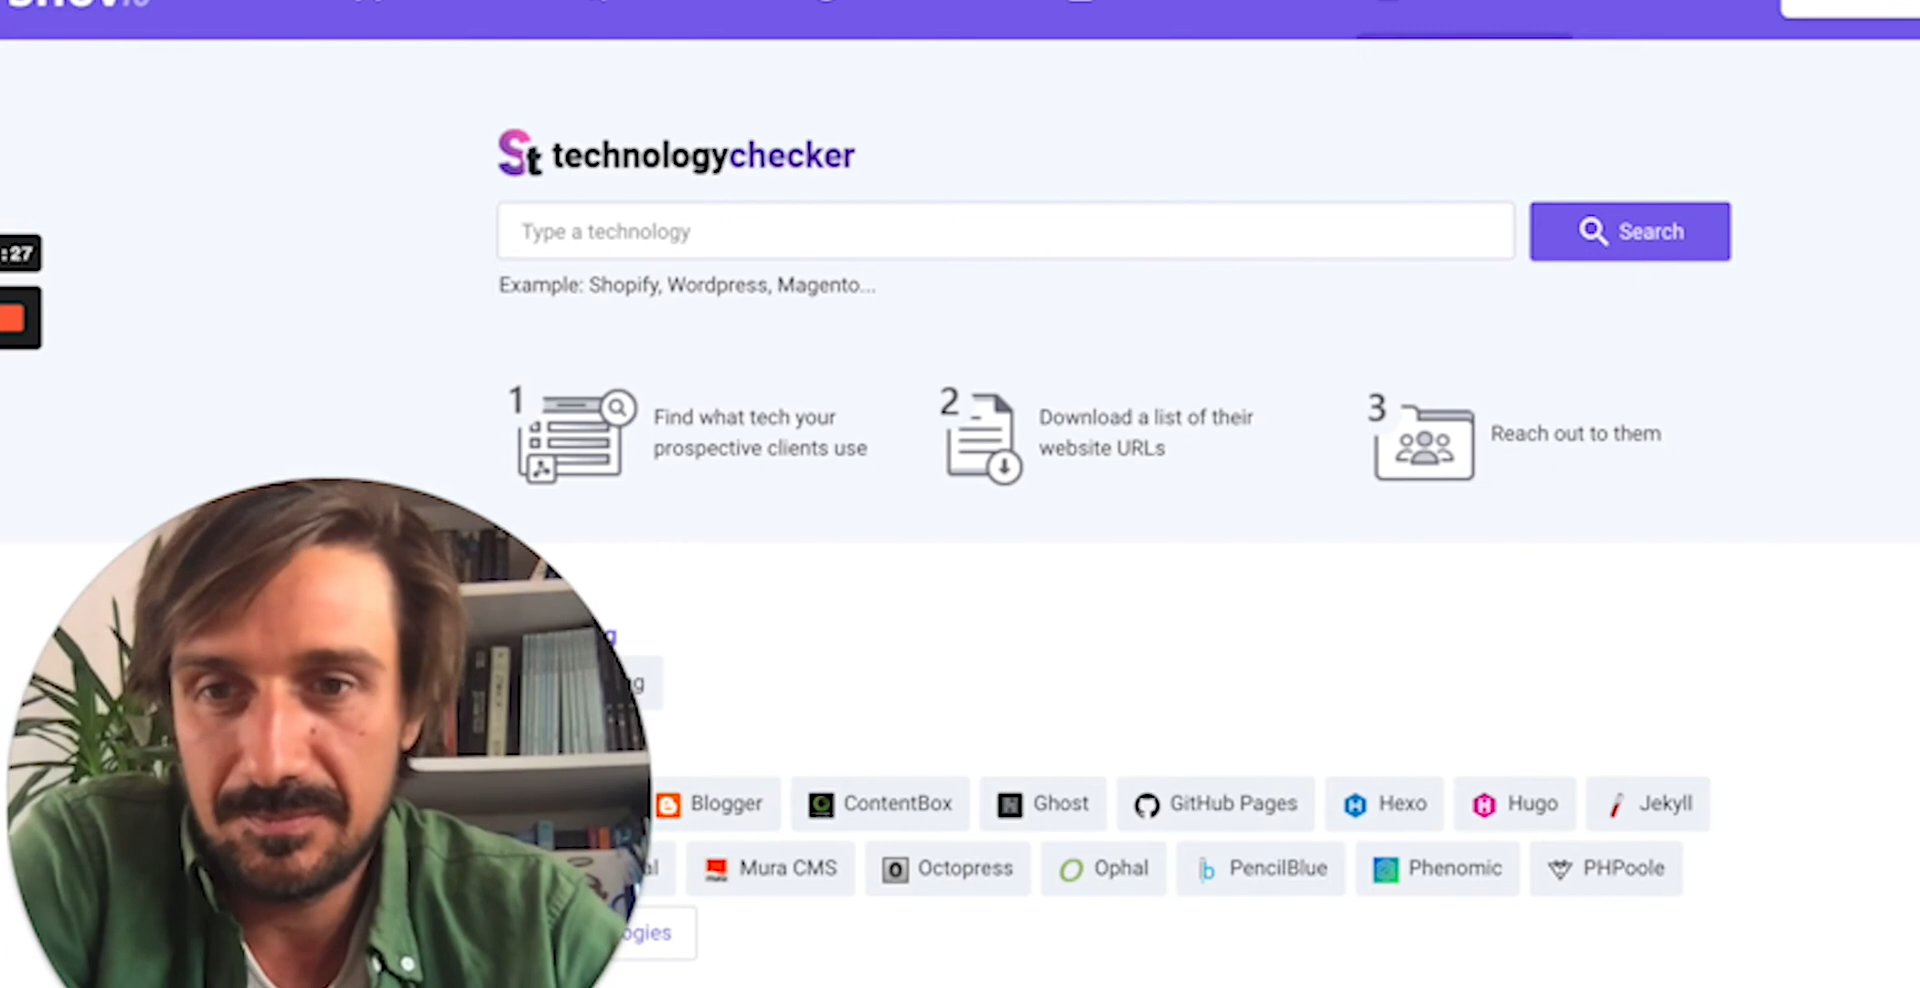 :27
St technologychecker
Type a technology
Search
Example: Shopify, Wordpress, Magento...
1
Find what tech your
prospective clients use
2
Download a list of their
website URLs
3
Reach out to them
Blogger
ContentBox
Ghost
GitHub Pages
Hexo
Hugo
Jekyll
Mura CMS
Octopress
Ophal
PencilBlue
Phenomic
PHPoole